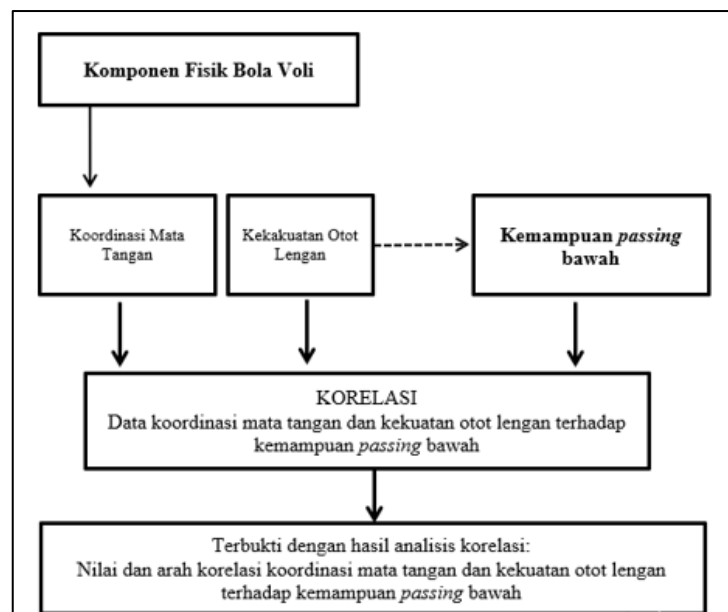 Komponen Fisik Bola Voli
Koordinasi Mata
Tangan
Kekakuatan Otot
Lengan
Kemampuan passing
bawah
KORELASI
Data koordinasi mata tangan dan kekuatan otot lengan terhadap
kemampuan passing bawah
Terbukti dengan hasil analisis korelasi:
Nilai dan arah korelasi koordinasi mata tangan dan kekuatan otot lengan
terhadap kemampuan passing bawah